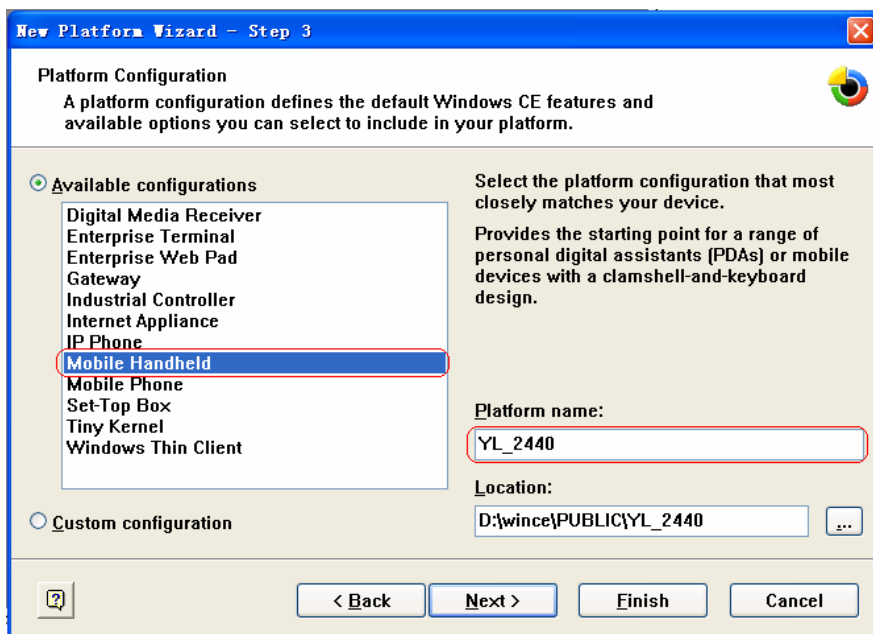 New Platform Wizard - Step 3
Platform Configuration
A platform configuration defines the default Windows CE features and
available options you can select to include in your platform.
Available configurations
Digital Media Receiver
Enterprise Terminal
Enterprise Web Pad
Gateway
Industrial Controller
Internet Appliance
IP Phone
Mobile Handheld
Mobile Phone
Set-Top Box
Tiny Kernel
Windows Thin Client
Custom configuration
Select the platform configuration that most
closely matches your device.
Provides the starting point for a range of
personal digital assistants (PDAs) or mobile
devices with a clamshell-and-keyboard
design.
Platform name:
YL_2440
Location:
D:\wince\PUBLIC\YL_2440
...
?
< Back
Next >
Finish
Cancel